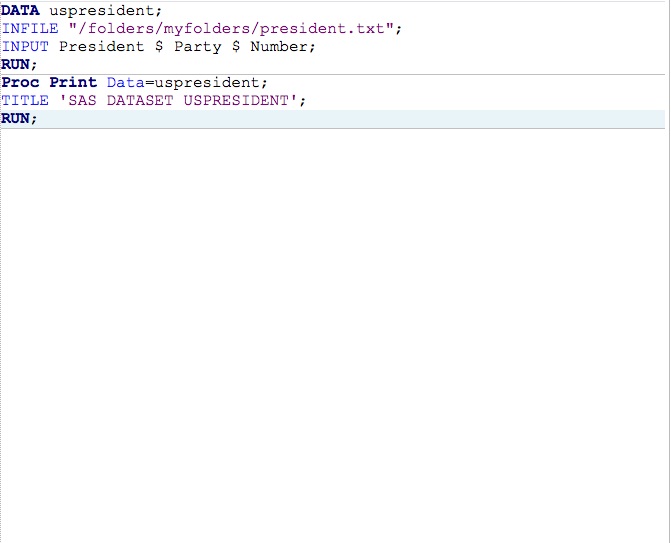 DATA uspresident;
INFILE "/folders/myfolders/president.txt";
INPUT President $ Party $ Number;
RUN;
Proc Print Data=uspresident;
TITLE 'SAS DATASET USPRESIDENT';
RUN;